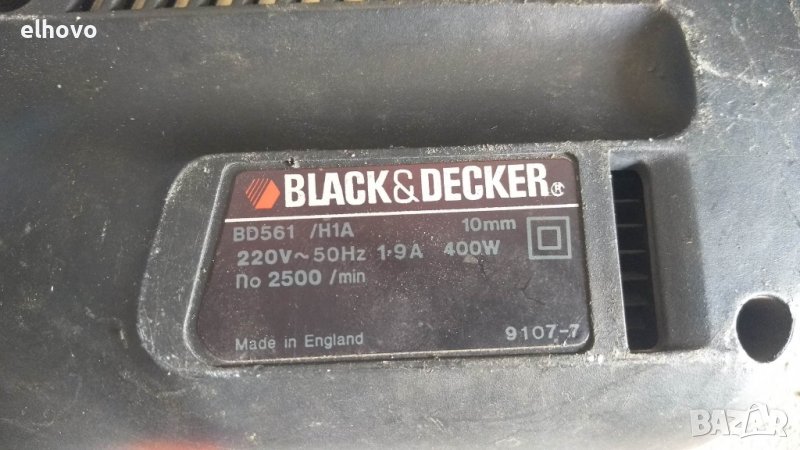 elhovo
BLACK&DECKER®
BD561 /H1A 10mm
220V~50Hz 1·9A 400W
no 2500 /min
Made in England 9107-7
BAZAR